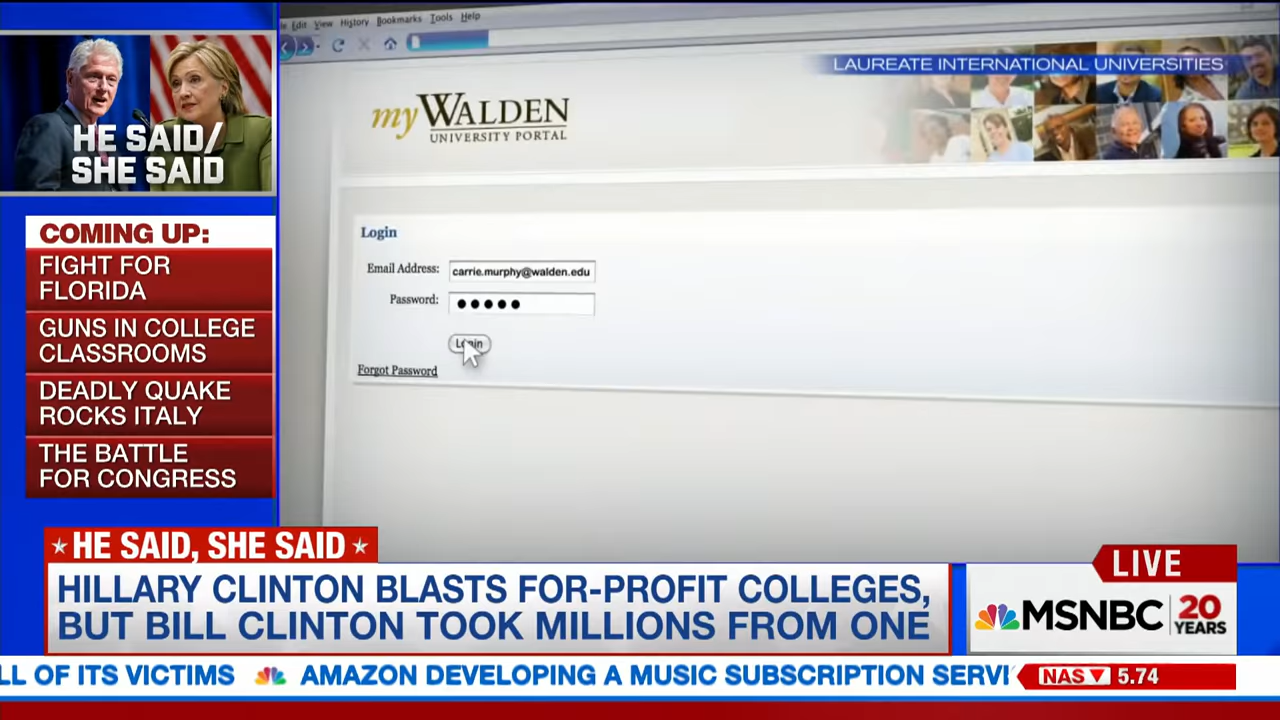 Edit View History Bookmarks Tools Help
LAUREATE INTERNATIONAL UNIVERSITIES
myWALDEN
UNIVERSITY PORTAL
HE SAID/
SHE SAID
Login
Email Address: carrie.murphy@walden.edu
Password:
Login
Forgot Password
COMING UP:
FIGHT FOR
FLORIDA
GUNS IN COLLEGE
CLASSROOMS
DEADLY QUAKE
ROCKS ITALY
THE BATTLE
FOR CONGRESS
HE SAID, SHE SAID
HILLARY CLINTON BLASTS FOR-PROFIT COLLEGES,
BUT BILL CLINTON TOOK MILLIONS FROM ONE
LIVE
MSNBC 20 YEARS
LL OF ITS VICTIMS AMAZON DEVELOPING A MUSIC SUBSCRIPTION SERVI
NAS 5.74